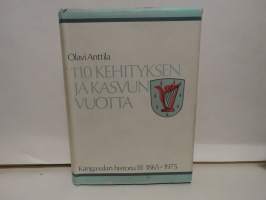 Olavi Anttila
110 KEHITYKSEN
JA KASVUN
VUOTTA
Kangasalan historia III 1865-1975